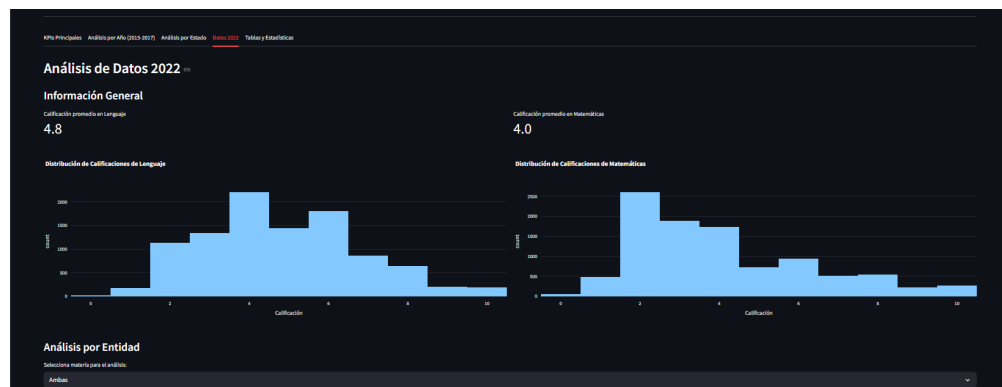 KPIs Principales Análisis por Año (2015-2017) Análisis por Estado Datos 2022 Tablas y Estadísticas
Análisis de Datos 2022
Información General
Calificación promedio en Lenguaje
4.8
Calificación promedio en Matemáticas
4.0
Distribución de Calificaciones de Lenguaje
2000
1500
1000
500
0
count
0 2 4 6 8 10
Calificación
Distribución de Calificaciones de Matemáticas
2500
2000
1500
1000
500
0
count
0 2 4 6 8 10
Calificación
Análisis por Entidad
Selecciona materia para el análisis:
Ambas